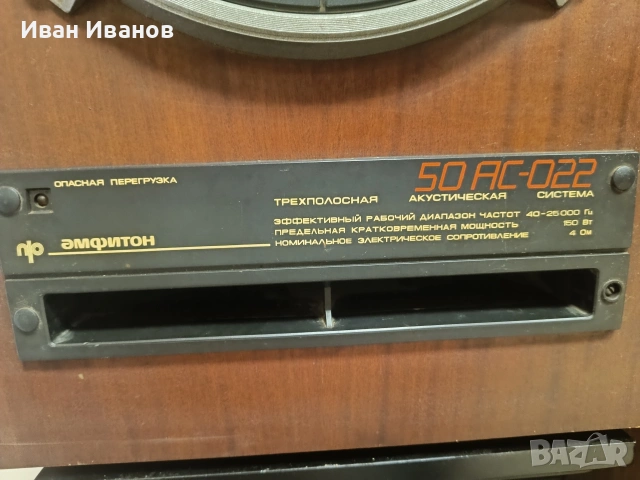 Иван Иванов
ОПАСНАЯ ПЕРЕГРУЗКА
50 АС-022
ТРЕХПОЛОСНАЯ АКУСТИЧЕСКАЯ СИСТЕМА
ЭФФЕКТИВНЫЙ РАБОЧИЙ ДИАПАЗОН ЧАСТОТ 40-25000 Гц
ПРЕДЕЛЬНАЯ КРАТКОВРЕМЕННАЯ МОЩНОСТЬ 150 Вт
НОМИНАЛЬНОЕ ЭЛЕКТРИЧЕСКОЕ СОПРОТИВЛЕНИЕ 4 Ом
амфитон
BAZAR